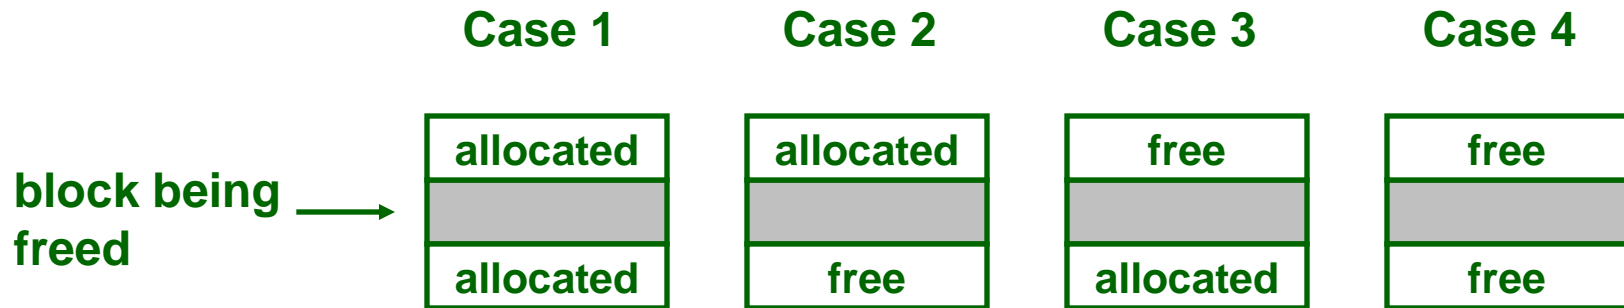 Case 1 Case 2 Case 3 Case 4
allocated allocated free free
block being
freed
allocated free allocated free